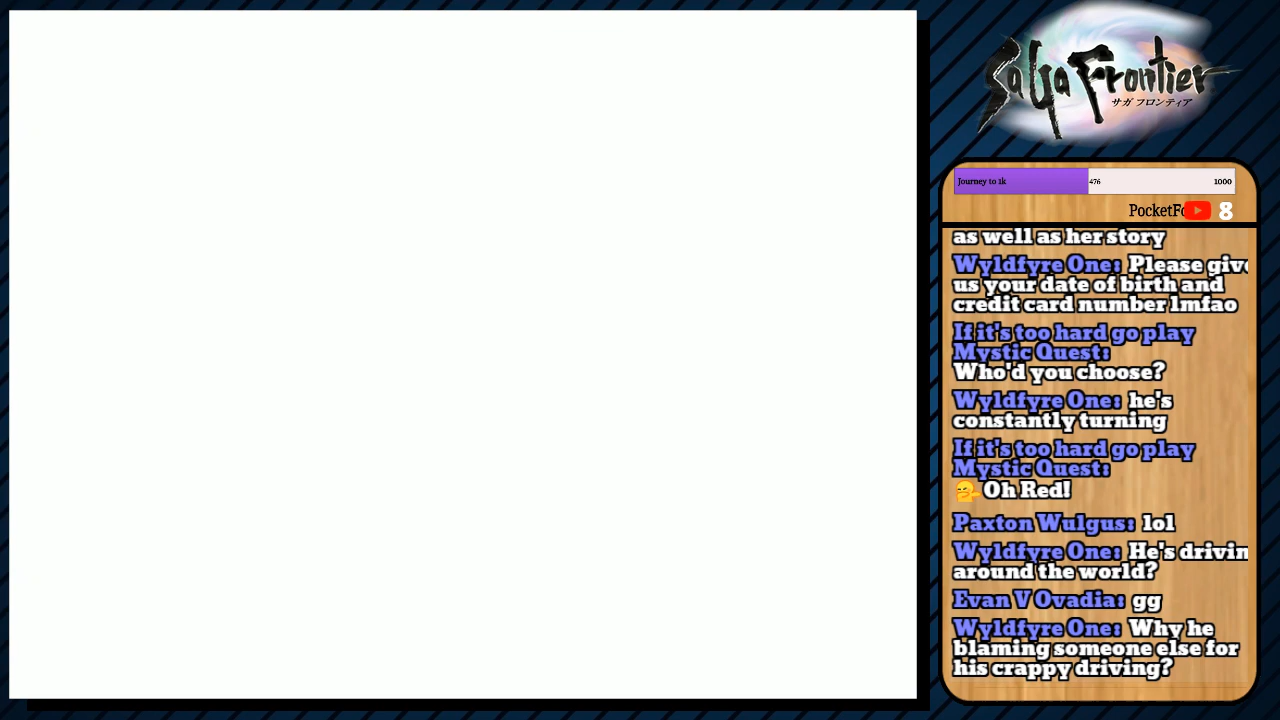 SaGa Frontier
サガ フロンティア
Journey to 1k 476 1000
PocketFo 8
as well as her story
Wyldfyre One: Please give
us your date of birth and
credit card number lmfao
If it's too hard go play
Mystic Quest:
Who'd you choose?
Wyldfyre One: he's
constantly turning
If it's too hard go play
Mystic Quest:
Oh Red!
Paxton Wulgus: lol
Wyldfyre One: He's drivin
around the world?
Evan V Ovadia: gg
Wyldfyre One: Why he
blaming someone else for
his crappy driving?